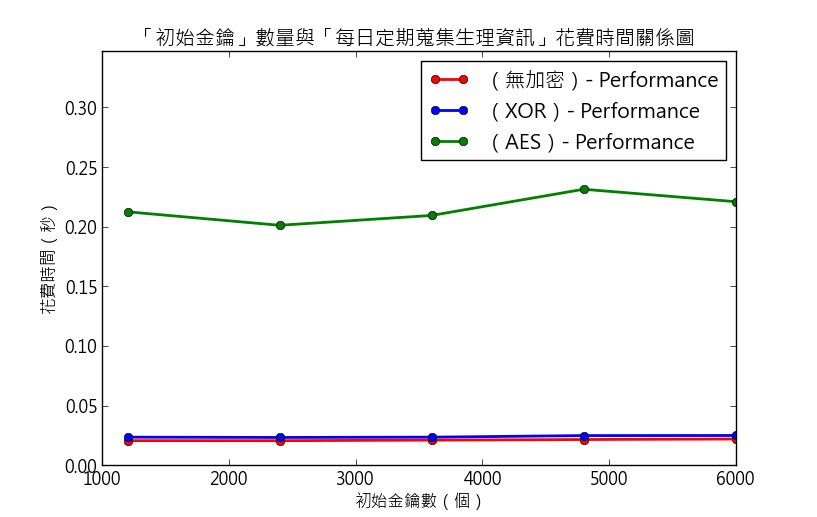 「初始金鑰」數量與「每日定期蒐集生理資訊」花費時間關係圖
（無加密）- Performance
（XOR）- Performance
（AES）- Performance
花費時間（秒）
0.30
0.25
0.20
0.15
0.10
0.05
0.00
1000 2000 3000 4000 5000 6000
初始金鑰數（個）